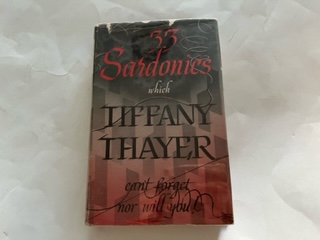 33
Sardonics
which
TIFFANY
THAYER
can't forget
nor will you!